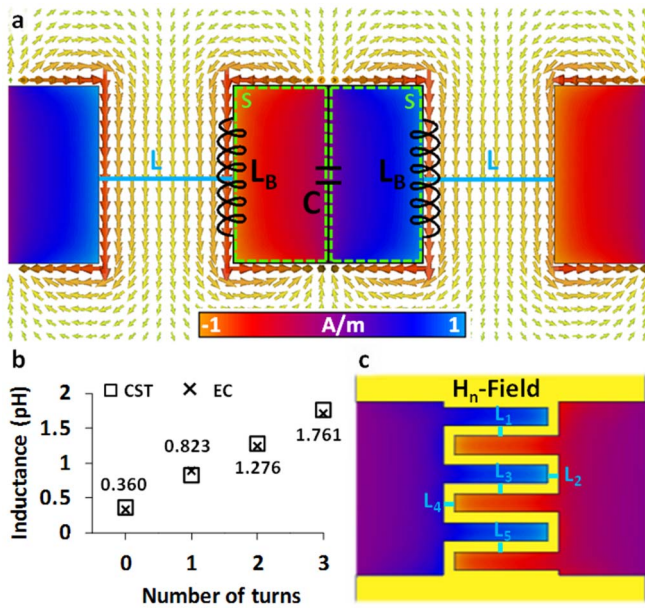 a
S S
L L_B C L_B L
-1 A/m 1
b
□ CST × EC
Inductance (pH)
2
1.5
1
0.5
0
0.360
0.823
1.276
1.761
0 1 2 3
Number of turns
c
H_n-Field
L_1
L_3 L_2
L_4
L_5